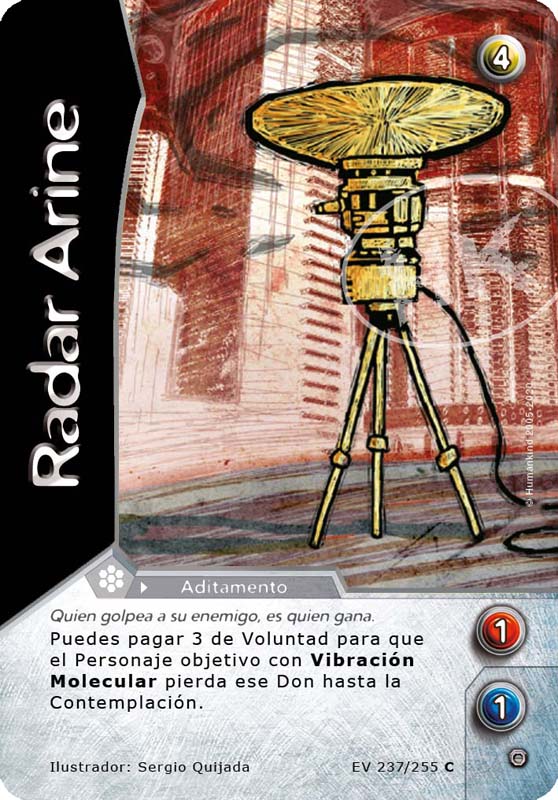 Radar Arine
4
© Humankind 2005-2020
Aditamento
Quien golpea a su enemigo, es quien gana.
Puedes pagar 3 de Voluntad para que
el Personaje objetivo con Vibración
Molecular pierda ese Don hasta la
Contemplación.
1
1
Ilustrador: Sergio Quijada
EV 237/255 C